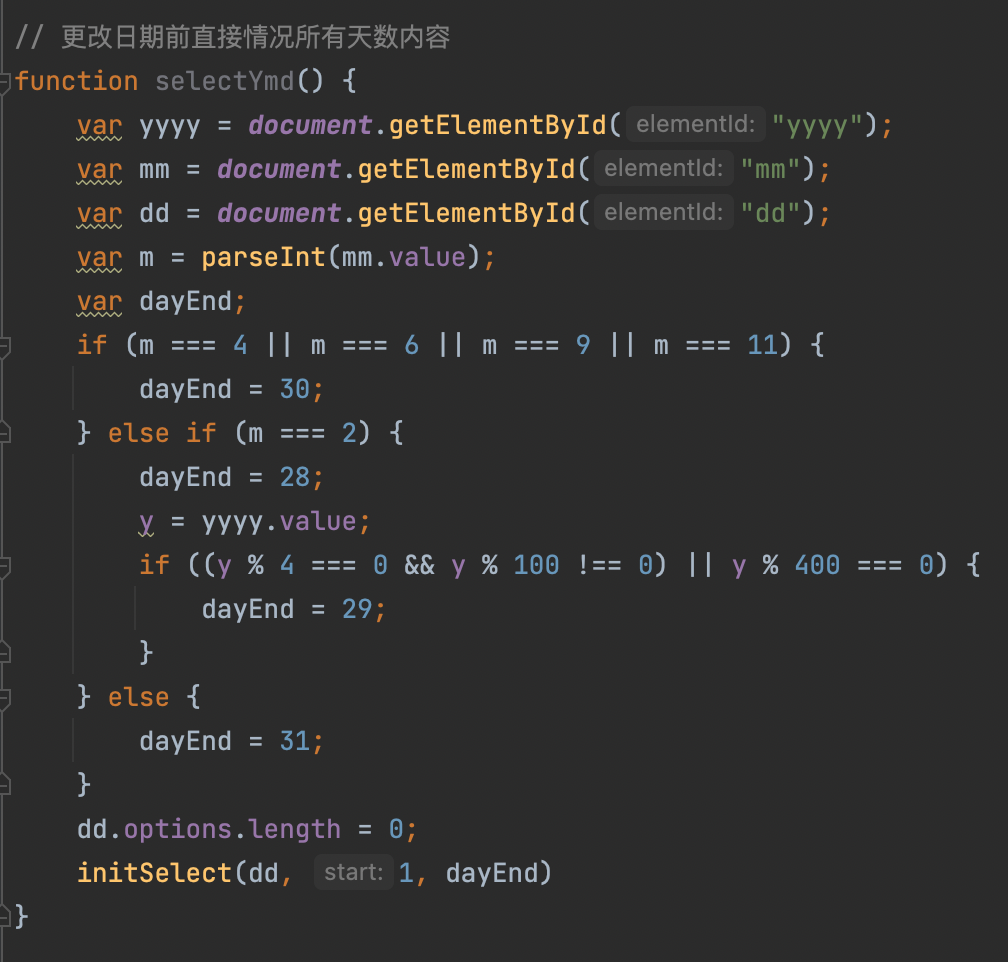 // 更改日期前直接情况所有天数内容
function selectYmd() {
    var yyyy = document.getElementById( elementId: "yyyy");
    var mm = document.getElementById( elementId: "mm");
    var dd = document.getElementById( elementId: "dd");
    var m = parseInt(mm.value);
    var dayEnd;
    if (m === 4 || m === 6 || m === 9 || m === 11) {
        dayEnd = 30;
    } else if (m === 2) {
        dayEnd = 28;
        y = yyyy.value;
        if ((y % 4 === 0 && y % 100 !== 0) || y % 400 === 0) {
            dayEnd = 29;
        }
    } else {
        dayEnd = 31;
    }
    dd.options.length = 0;
    initSelect(dd, start: 1, dayEnd)
}